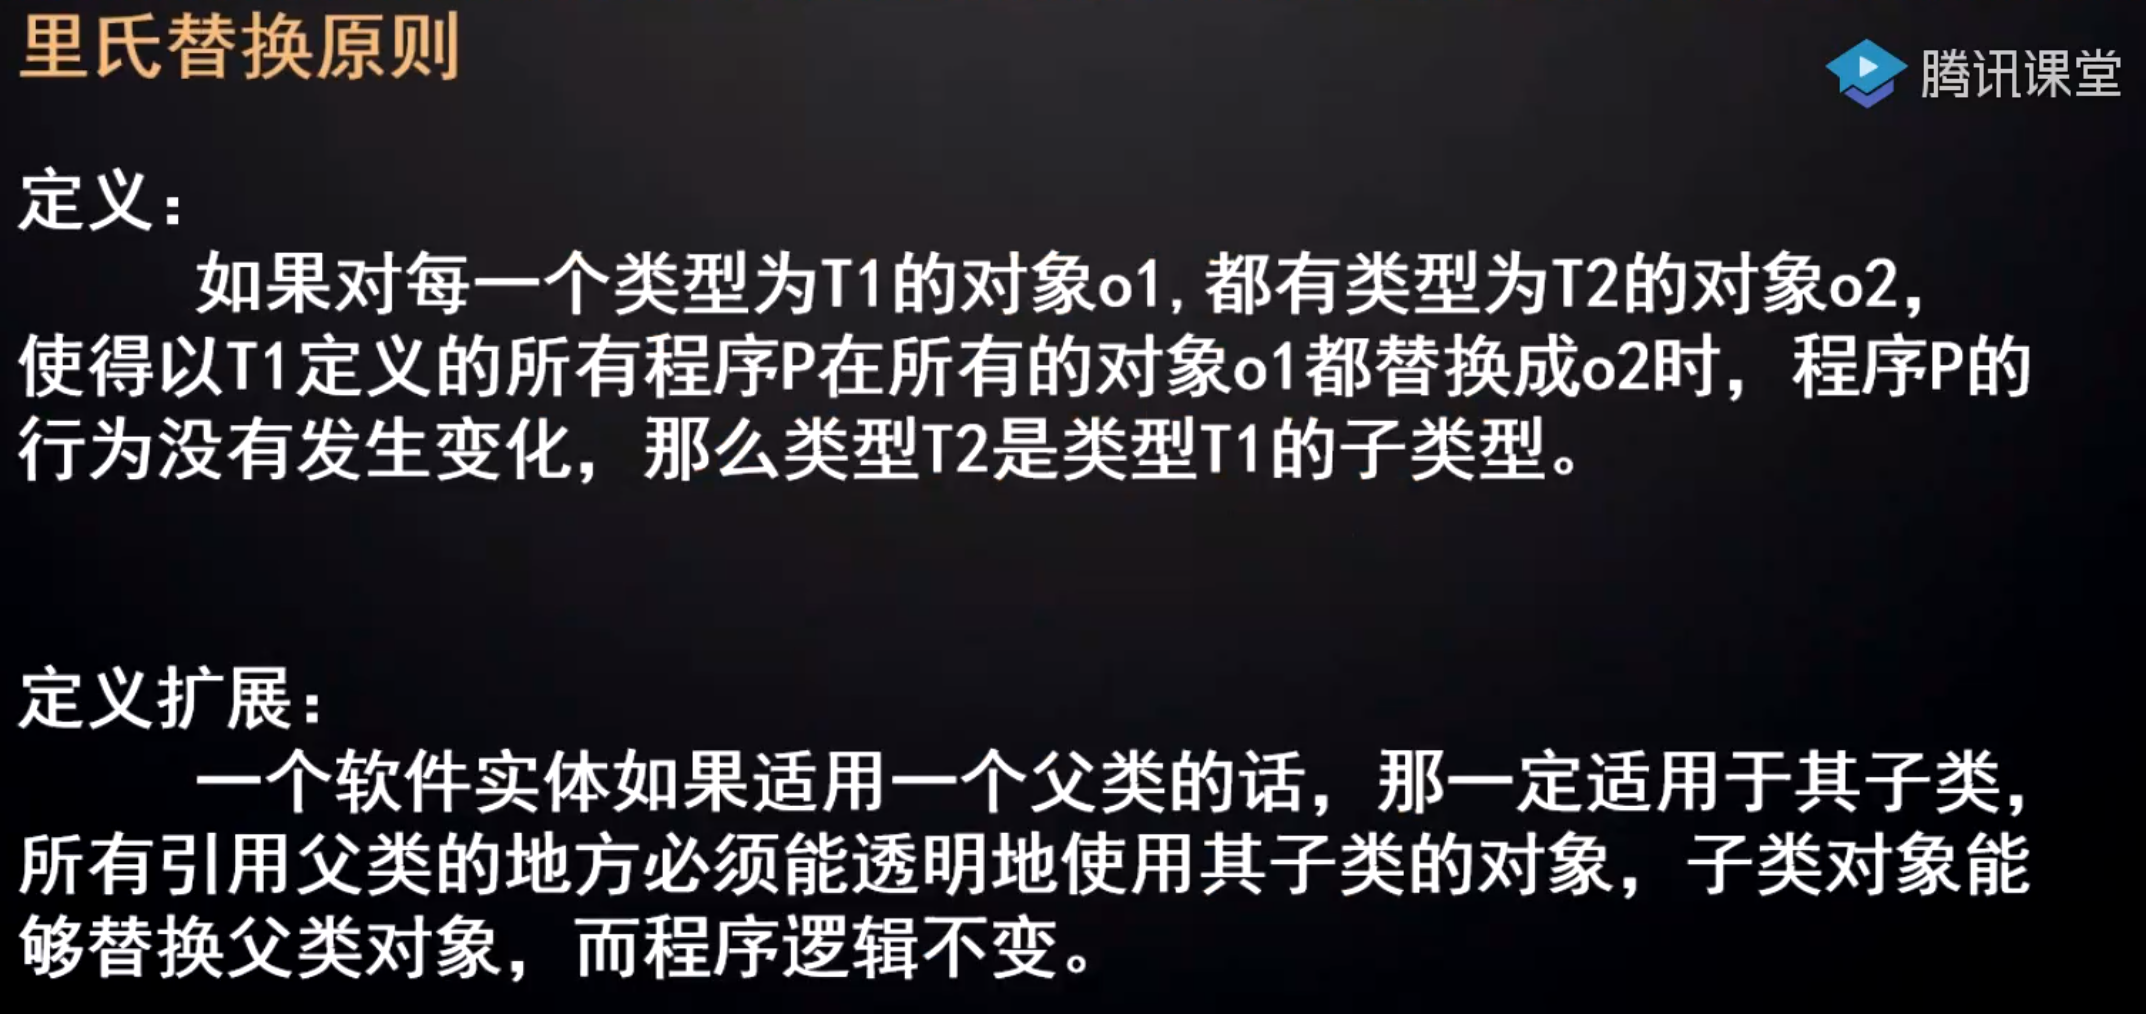 里氏替换原则
腾讯课堂
定义：
如果对每一个类型为T1的对象o1,都有类型为T2的对象o2，
使得以T1定义的所有程序P在所有的对象o1都替换成o2时，程序P的
行为没有发生变化，那么类型T2是类型T1的子类型。
定义扩展：
一个软件实体如果适用一个父类的话，那一定适用于其子类，
所有引用父类的地方必须能透明地使用其子类的对象，子类对象能
够替换父类对象，而程序逻辑不变。